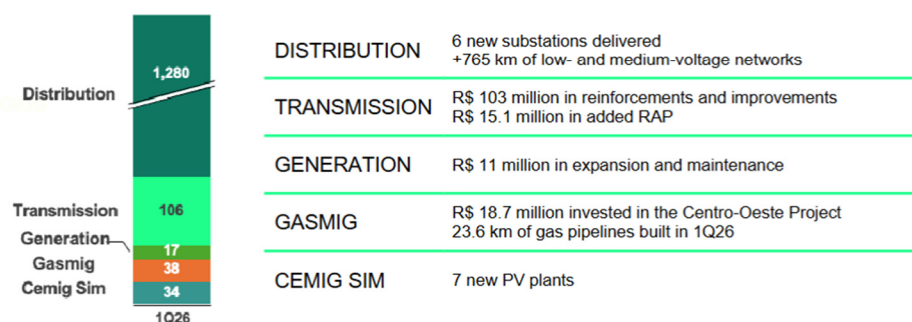 1,280
Distribution
Transmission
106
Generation
17
Gasmig
38
Cemig Sim
34
1Q26
DISTRIBUTION
6 new substations delivered
+765 km of low- and medium-voltage networks
TRANSMISSION
R$ 103 million in reinforcements and improvements
R$ 15.1 million in added RAP
GENERATION
R$ 11 million in expansion and maintenance
GASMIG
R$ 18.7 million invested in the Centro-Oeste Project
23.6 km of gas pipelines built in 1Q26
CEMIG SIM
7 new PV plants